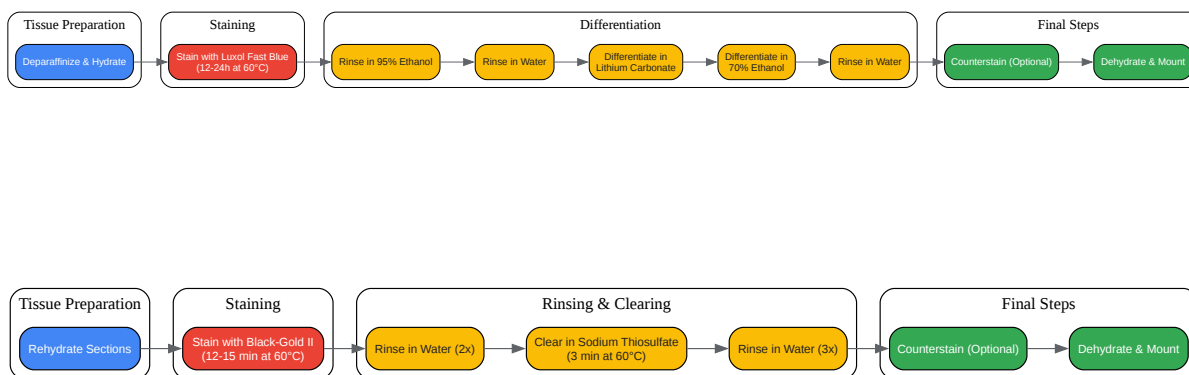 Tissue Preparation
Staining
Differentiation
Final Steps
Deparaffinize & Hydrate
Stain with Luxol Fast Blue
(12-24h at 60°C)
Rinse in 95% Ethanol
Rinse in Water
Differentiate in
Lithium Carbonate
Differentiate in
70% Ethanol
Rinse in Water
Counterstain (Optional)
Dehydrate & Mount
Tissue Preparation
Staining
Rinsing & Clearing
Final Steps
Rehydrate Sections
Stain with Black-Gold II
(12-15 min at 60°C)
Rinse in Water (2x)
Clear in Sodium Thiosulfate
(3 min at 60°C)
Rinse in Water (3x)
Counterstain (Optional)
Dehydrate & Mount